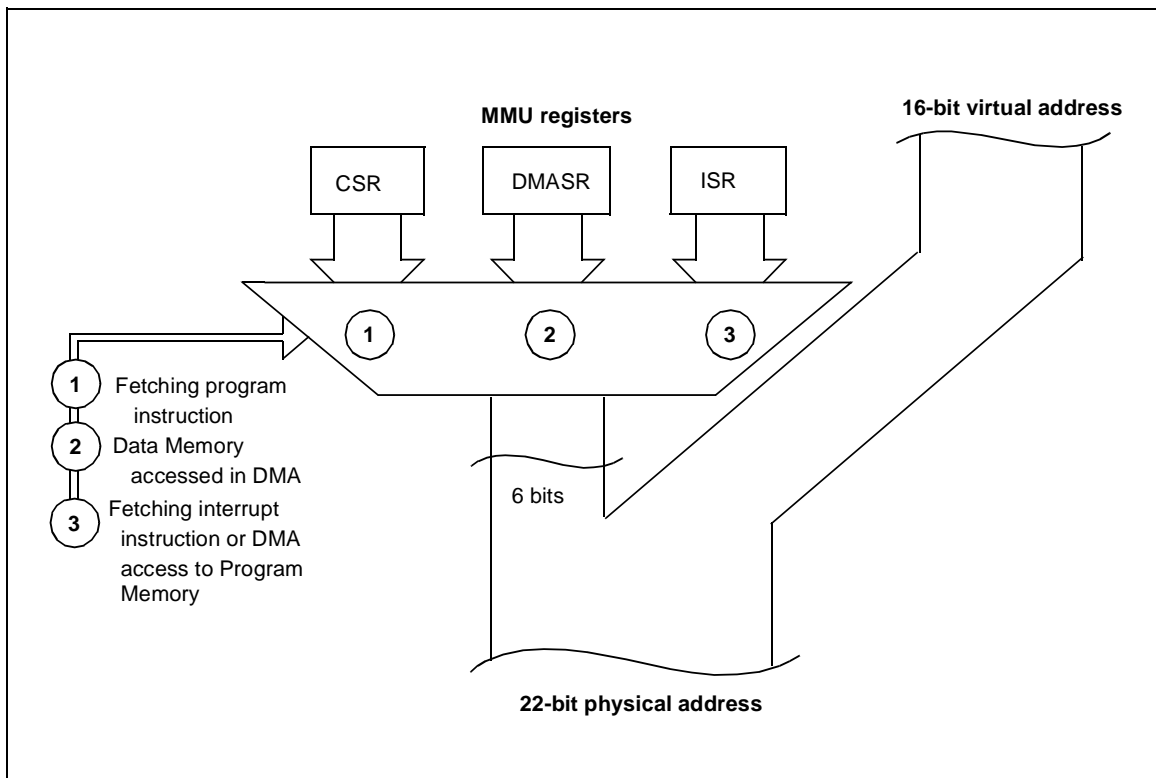 MMU registers
16-bit virtual address
CSR
DMASR
ISR
1
2
3
1
Fetching program
instruction
2
Data Memory
accessed in DMA
3
Fetching interrupt
instruction or DMA
access to Program
Memory
6 bits
22-bit physical address